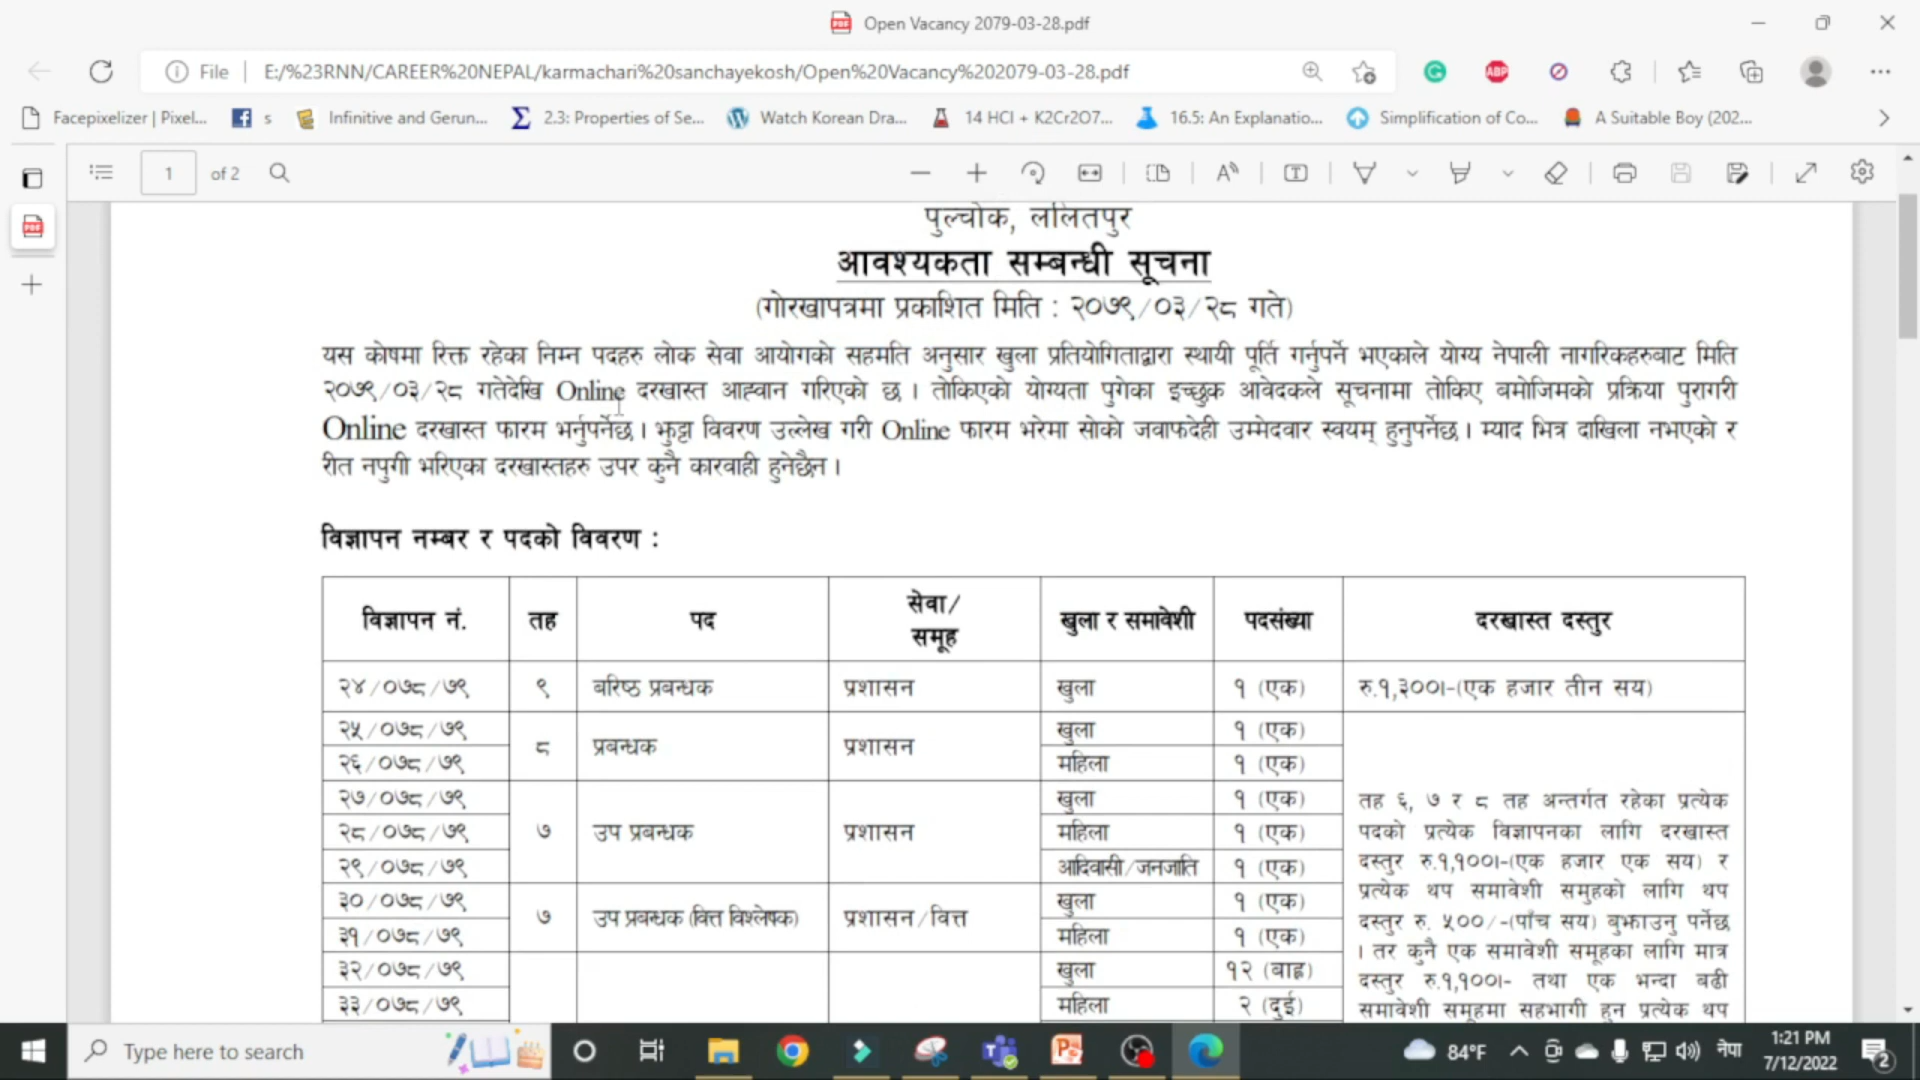 Open Vacancy 2079-03-28.pdf
File
E:/%23RNN/CAREER%20NEPAL/karmachari%20sanchayekosh/Open%20Vacancy%202079-03-28.pdf
Facepixelizer | Pixel...
s
Infinitive and Gerun...
2.3: Properties of Se...
Watch Korean Dra...
14 HCl + K2Cr2O7...
16.5: An Explanatio...
Simplification of Co...
A Suitable Boy (202...
1 of 2
पुल्चोक, ललितपुर
आवश्यकता सम्बन्धी सूचना
(गोरखापत्रमा प्रकाशित मिति : २०७९/०३/२८ गते)
यस कोषमा रिक्त रहेका निम्न पदहरु लोक सेवा आयोगको सहमति अनुसार खुला प्रतियोगिताद्वारा स्थायी पूर्ति गर्नुपर्ने भएकाले योग्य नेपाली नागरिकहरुबाट मिति
२०७९/०३/२८ गतेदेखि Online दरखास्त आह्वान गरिएको छ । तोकिएको योग्यता पुगेका इच्छुक आवेदकले सूचनामा तोकिए बमोजिमको प्रक्रिया पुरागरी
Online दरखास्त फारम भर्नुपर्नेछ। झुट्टा विवरण उल्लेख गरी Online फारम भरेमा सोको जवाफदेही उम्मेदवार स्वयम् हुनुपर्नेछ। म्याद भित्र दाखिला नभएको र
रीत नपुगी भरिएका दरखास्तहरु उपर कुनै कारवाही हुनेछैन ।
विज्ञापन नम्बर र पदको विवरण :
विज्ञापन नं. तह पद सेवा/ समूह खुला र समावेशी पदसंख्या दरखास्त दस्तुर
२४/०७८/७९ ९ बरिष्ठ प्रबन्धक प्रशासन खुला १ (एक) रु.१,३००।-(एक हजार तीन सय)
२५/०७८/७९ ८ प्रबन्धक प्रशासन खुला १ (एक)
२६/०७८/७९ महिला १ (एक)
२७/०७८/७९ ७ उप प्रबन्धक प्रशासन खुला १ (एक)
२८/०७८/७९ महिला १ (एक)
२९/०७८/७९ आदिवासी/जनजाति १ (एक)
३०/०७८/७९ ७ उप प्रबन्धक (वित्त विश्लेषक) प्रशासन/वित्त खुला १ (एक)
३१/०७८/७९ महिला १ (एक)
३२/०७८/७९ खुला १२ (बाह्र)
३३/०७८/७९ महिला २ (दुई)
तह ६, ७ र ८ तह अन्तर्गत रहेका प्रत्येक
पदको प्रत्येक विज्ञापनका लागि दरखास्त
दस्तुर रु.१,१००।-(एक हजार एक सय) र
प्रत्येक थप समावेशी समुहको लागि थप
दस्तुर रु. ५००/-(पाँच सय) बुझाउनु पर्नेछ
। तर कुनै एक समावेशी समूहका लागि मात्र
दस्तुर रु.१,१००।- तथा एक भन्दा बढी
समावेशी समूहमा सहभागी हुन प्रत्येक थप
Type here to search
84°F
नेपा
1:21 PM
7/12/2022
2